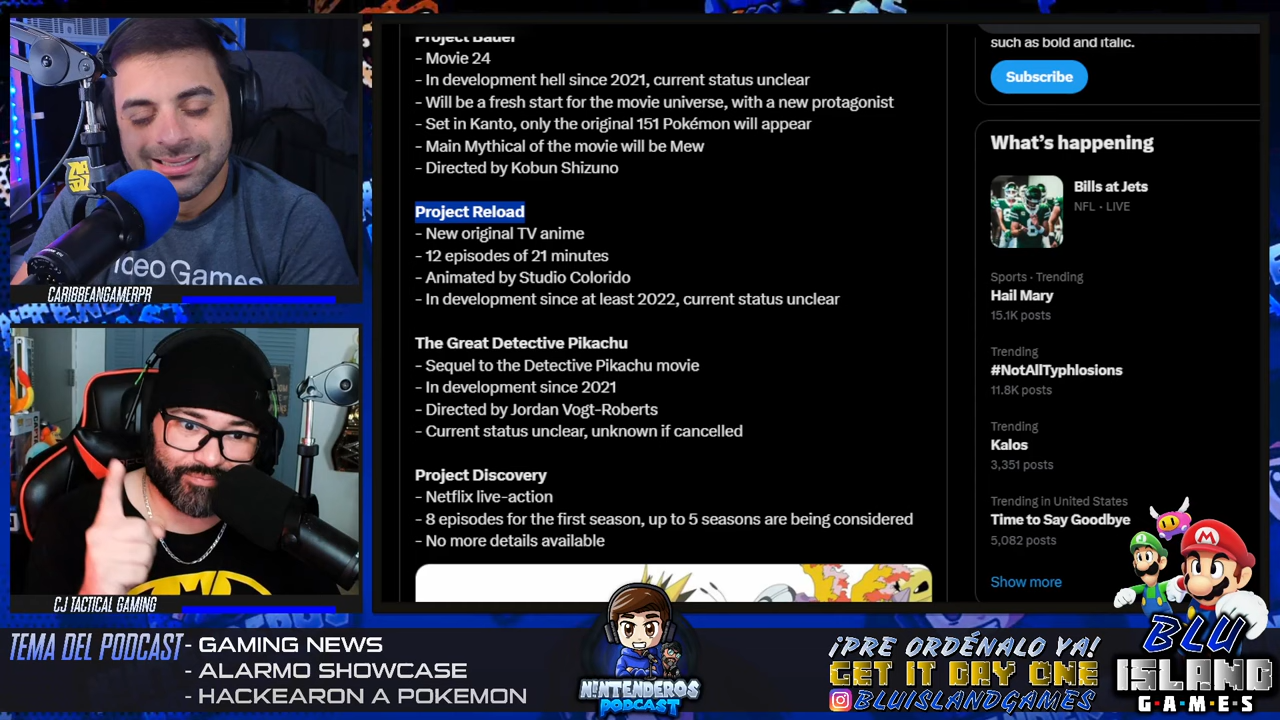 Project Bauer
- Movie 24
- In development hell since 2021, current status unclear
- Will be a fresh start for the movie universe, with a new protagonist
- Set in Kanto, only the original 151 Pokémon will appear
- Main Mythical of the movie will be Mew
- Directed by Kobun Shizuno
Project Reload
- New original TV anime
- 12 episodes of 21 minutes
- Animated by Studio Colorido
- In development since at least 2022, current status unclear
The Great Detective Pikachu
- Sequel to the Detective Pikachu movie
- In development since 2021
- Directed by Jordan Vogt-Roberts
- Current status unclear, unknown if cancelled
Project Discovery
- Netflix live-action
- 8 episodes for the first season, up to 5 seasons are being considered
- No more details available
such as bold and italic.
Subscribe
What's happening
Bills at Jets
NFL · LIVE
Sports · Trending
Hail Mary
15.1K posts
Trending
#NotAllTyphlosions
11.8K posts
Trending
Kalos
3,351 posts
Trending in United States
Time to Say Goodbye
5,082 posts
Show more
Video Games
CARIBBEANGAMERPR
CJ TACTICAL GAMING
TEMA DEL PODCAST - GAMING NEWS
- ALARMO SHOWCASE
- HACKEARON A POKEMON
NINTENDEROS
PODCAST
¡PRE ORDÉNALO YA!
GET IT DAY ONE
BLUISLANDGAMES
BLU
ISLAND
GAMES